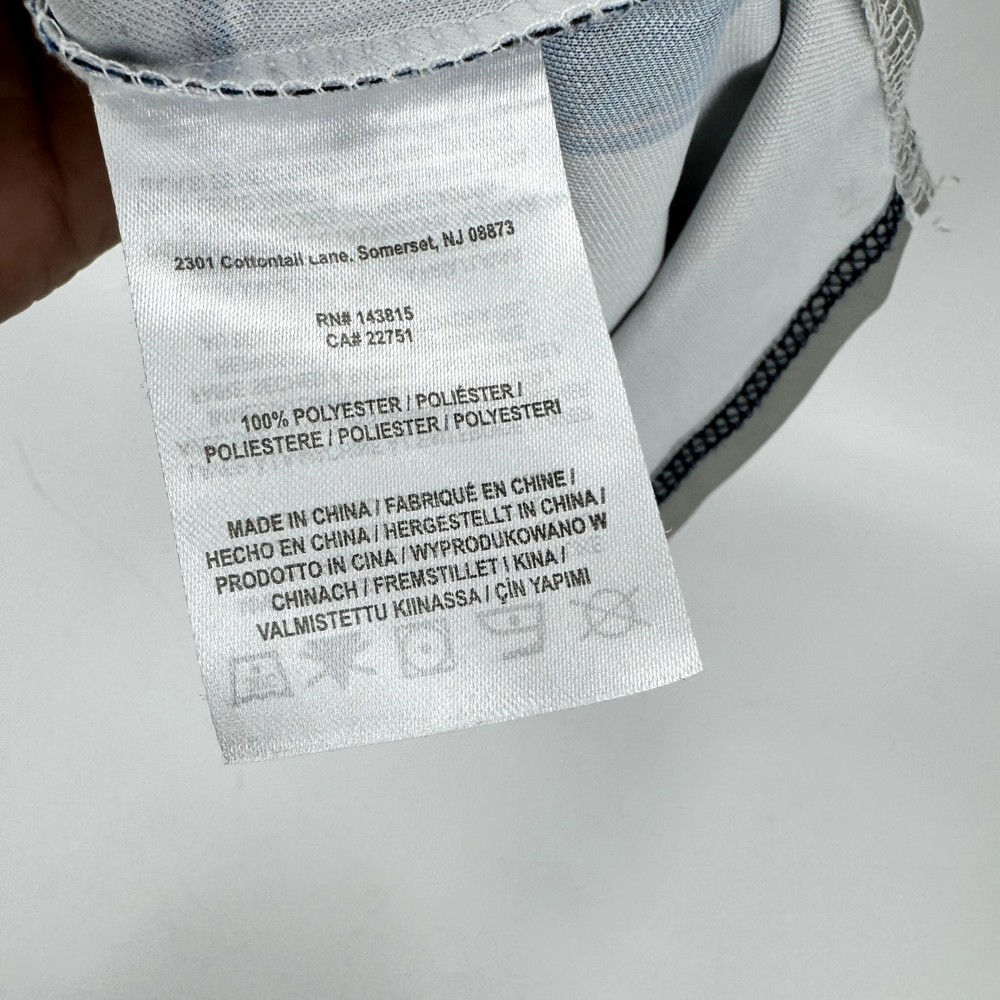 2301 Cottontail Lane, Somerset, NJ 08873
RN# 143815
CA# 22751
100% POLYESTER / POLIÉSTER /
POLIESTERE / POLIESTER / POLYESTERI
MADE IN CHINA / FABRIQUÉ EN CHINE /
HECHO EN CHINA / HERGESTELLT IN CHINA /
PRODOTTO IN CINA / WYPRODUKOWANO W
CHINACH / FREMSTILLET I KINA /
VALMISTETTU KIINASSA / ÇİN YAPIMI